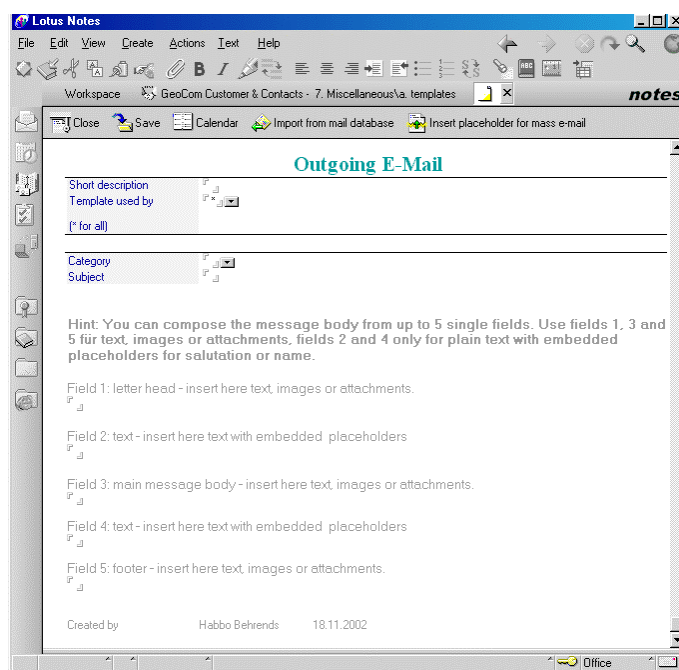 Lotus Notes
File Edit View Create Actions Text Help
Workspace GeoCom Customer & Contacts - 7. Miscellaneous\a. templates notes
Close Save Calendar Import from mail database Insert placeholder for mass e-mail
Outgoing E-Mail
Short description
Template used by *
(* for all)
Category
Subject
Hint: You can compose the message body from up to 5 single fields. Use fields 1, 3 and
5 für text, images or attachments, fields 2 and 4 only for plain text with embedded
placeholders for salutation or name.
Field 1: letter head - insert here text, images or attachments.
Field 2: text - insert here text with embedded placeholders
Field 3: main message body - insert here text, images or attachments.
Field 4: text - insert here text with embedded placeholders
Field 5: footer - insert here text, images or attachments.
Created by Habbo Behrends 18.11.2002
Office